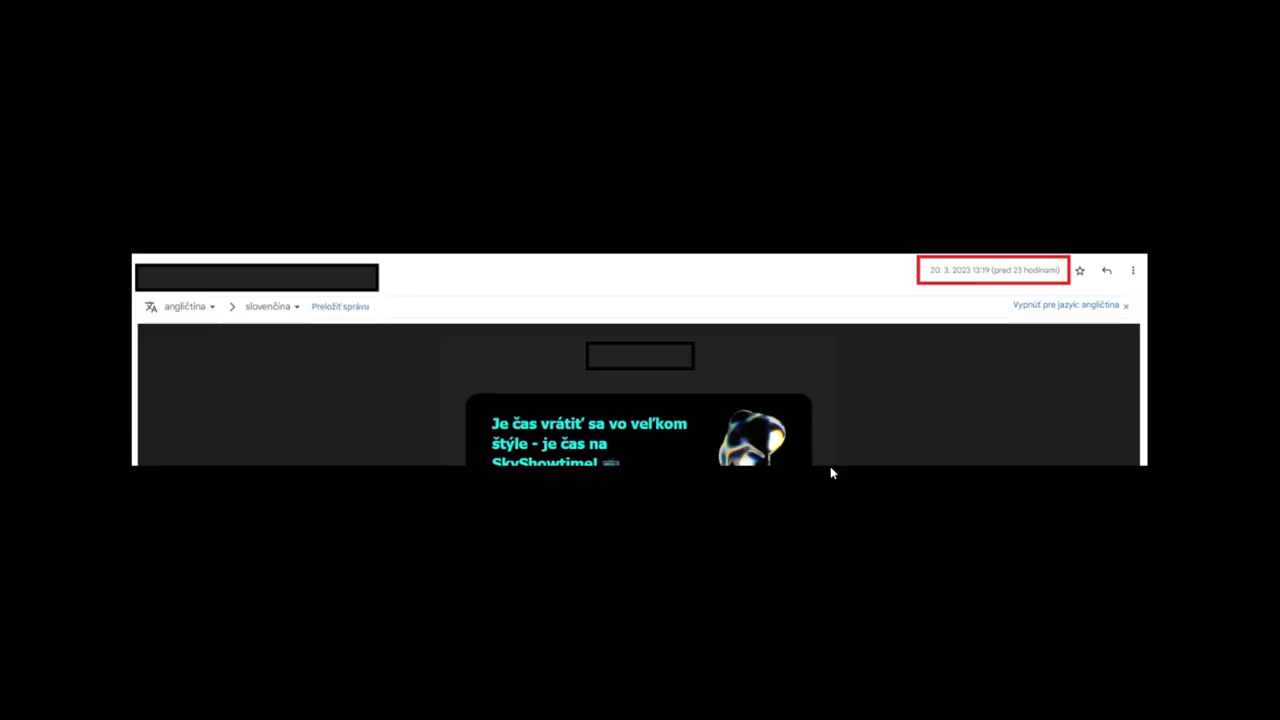 20. 3. 2023 13:19 (pred 23 hodinami)
angličtina slovenčina Preložiť správu
Vypnúť pre jazyk: angličtina
Je čas vrátiť sa vo veľkom
štýle - je čas na
SkyShowtime!